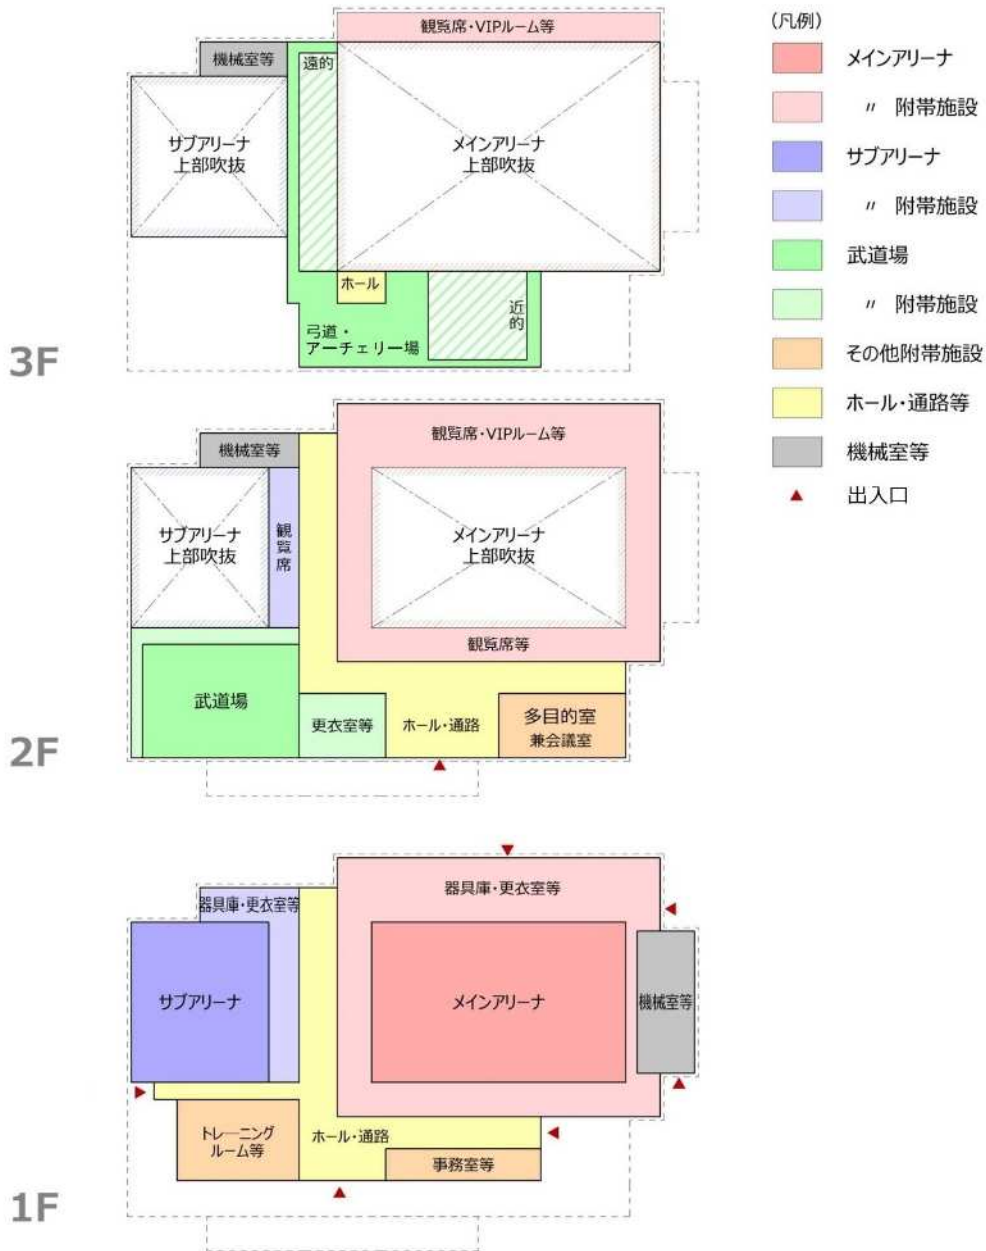 観覧席・VIPルーム等
機械室等
遠的
サブアリーナ
上部吹抜
メインアリーナ
上部吹抜
ホール
近的
弓道・
アーチェリー場
3F
観覧席・VIPルーム等
機械室等
サブアリーナ
上部吹抜
観覧席
メインアリーナ
上部吹抜
観覧席等
武道場
更衣室等
ホール・通路
多目的室
兼会議室
2F
器具庫・更衣室等
器具庫・更衣室等
サブアリーナ
メインアリーナ
機械室等
トレーニング
ルーム等
ホール・通路
事務室等
1F
(凡例)
メインアリーナ
〃 附帯施設
サブアリーナ
〃 附帯施設
武道場
〃 附帯施設
その他附帯施設
ホール・通路等
機械室等
出入口